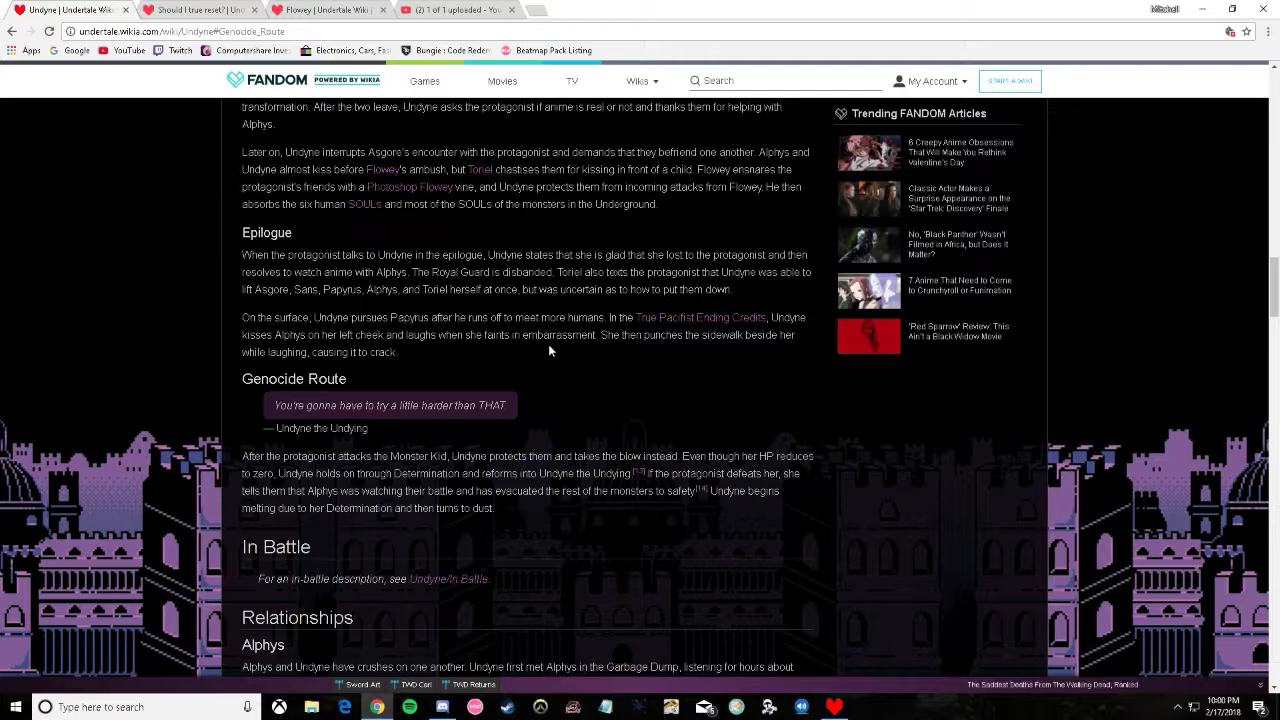 Undyne | Undertale Wiki
Should I true reset? | Und
Flowey | Undertale Wiki
(2) 1 of 1 uploaded - You
Mitchell
undertale.wikia.com/wiki/Undyne#Genocide_Route
Apps
Google
YouTube
Twitch
Computershare Inves
Electronics, Cars, Fas
Bungie : Code Redem
Beatmap Pack Listing
FANDOM POWERED BY WIKIA
Games
Movies
TV
Wikis
Search
My Account
START A WIKI
transformation. After the two leave, Undyne asks the protagonist if anime is real or not and thanks them for helping with
Alphys.
Later on, Undyne interrupts Asgore's encounter with the protagonist and demands that they befriend one another. Alphys and
Undyne almost kiss before Flowey's ambush, but Toriel chastises them for kissing in front of a child. Flowey ensnares the
protagonist's friends with a Photoshop Flowey vine, and Undyne protects them from incoming attacks from Flowey. He then
absorbs the six human SOULs and most of the SOULs of the monsters in the Underground.
Epilogue
When the protagonist talks to Undyne in the epilogue, Undyne states that she is glad that she lost to the protagonist and then
resolves to watch anime with Alphys. The Royal Guard is disbanded. Toriel also texts the protagonist that Undyne was able to
lift Asgore, Sans, Papyrus, Alphys, and Toriel herself at once, but was uncertain as to how to put them down.
On the surface, Undyne pursues Papyrus after he runs off to meet more humans. In the True Pacifist Ending Credits, Undyne
kisses Alphys on her left cheek and laughs when she faints in embarrassment. She then punches the sidewalk beside her
while laughing, causing it to crack.
Genocide Route
You're gonna have to try a little harder than THAT.
— Undyne the Undying
After the protagonist attacks the Monster Kid, Undyne protects them and takes the blow instead. Even though her HP reduces
to zero, Undyne holds on through Determination and reforms into Undyne the Undying.[13] If the protagonist defeats her, she
tells them that Alphys was watching their battle and has evacuated the rest of the monsters to safety.[14] Undyne begins
melting due to her Determination and then turns to dust.
In Battle
For an in-battle description, see Undyne/In Battle.
Relationships
Alphys
Alphys and Undyne have crushes on one another. Undyne first met Alphys in the Garbage Dump, listening for hours about
Trending FANDOM Articles
6 Creepy Anime Obsessions
That Will Make You Rethink
Valentine's Day
Classic Actor Makes a
Surprise Appearance on the
'Star Trek: Discovery' Finale
No, 'Black Panther' Wasn't
Filmed in Africa, but Does It
Matter?
7 Anime That Need to Come
to Crunchyroll or Funimation
'Red Sparrow' Review: This
Ain't a Black Widow Movie
Sword Art
TWD Carl
TWD Returns
The Saddest Deaths From The Walking Dead, Ranked
Type here to search
10:00 PM
2/17/2018